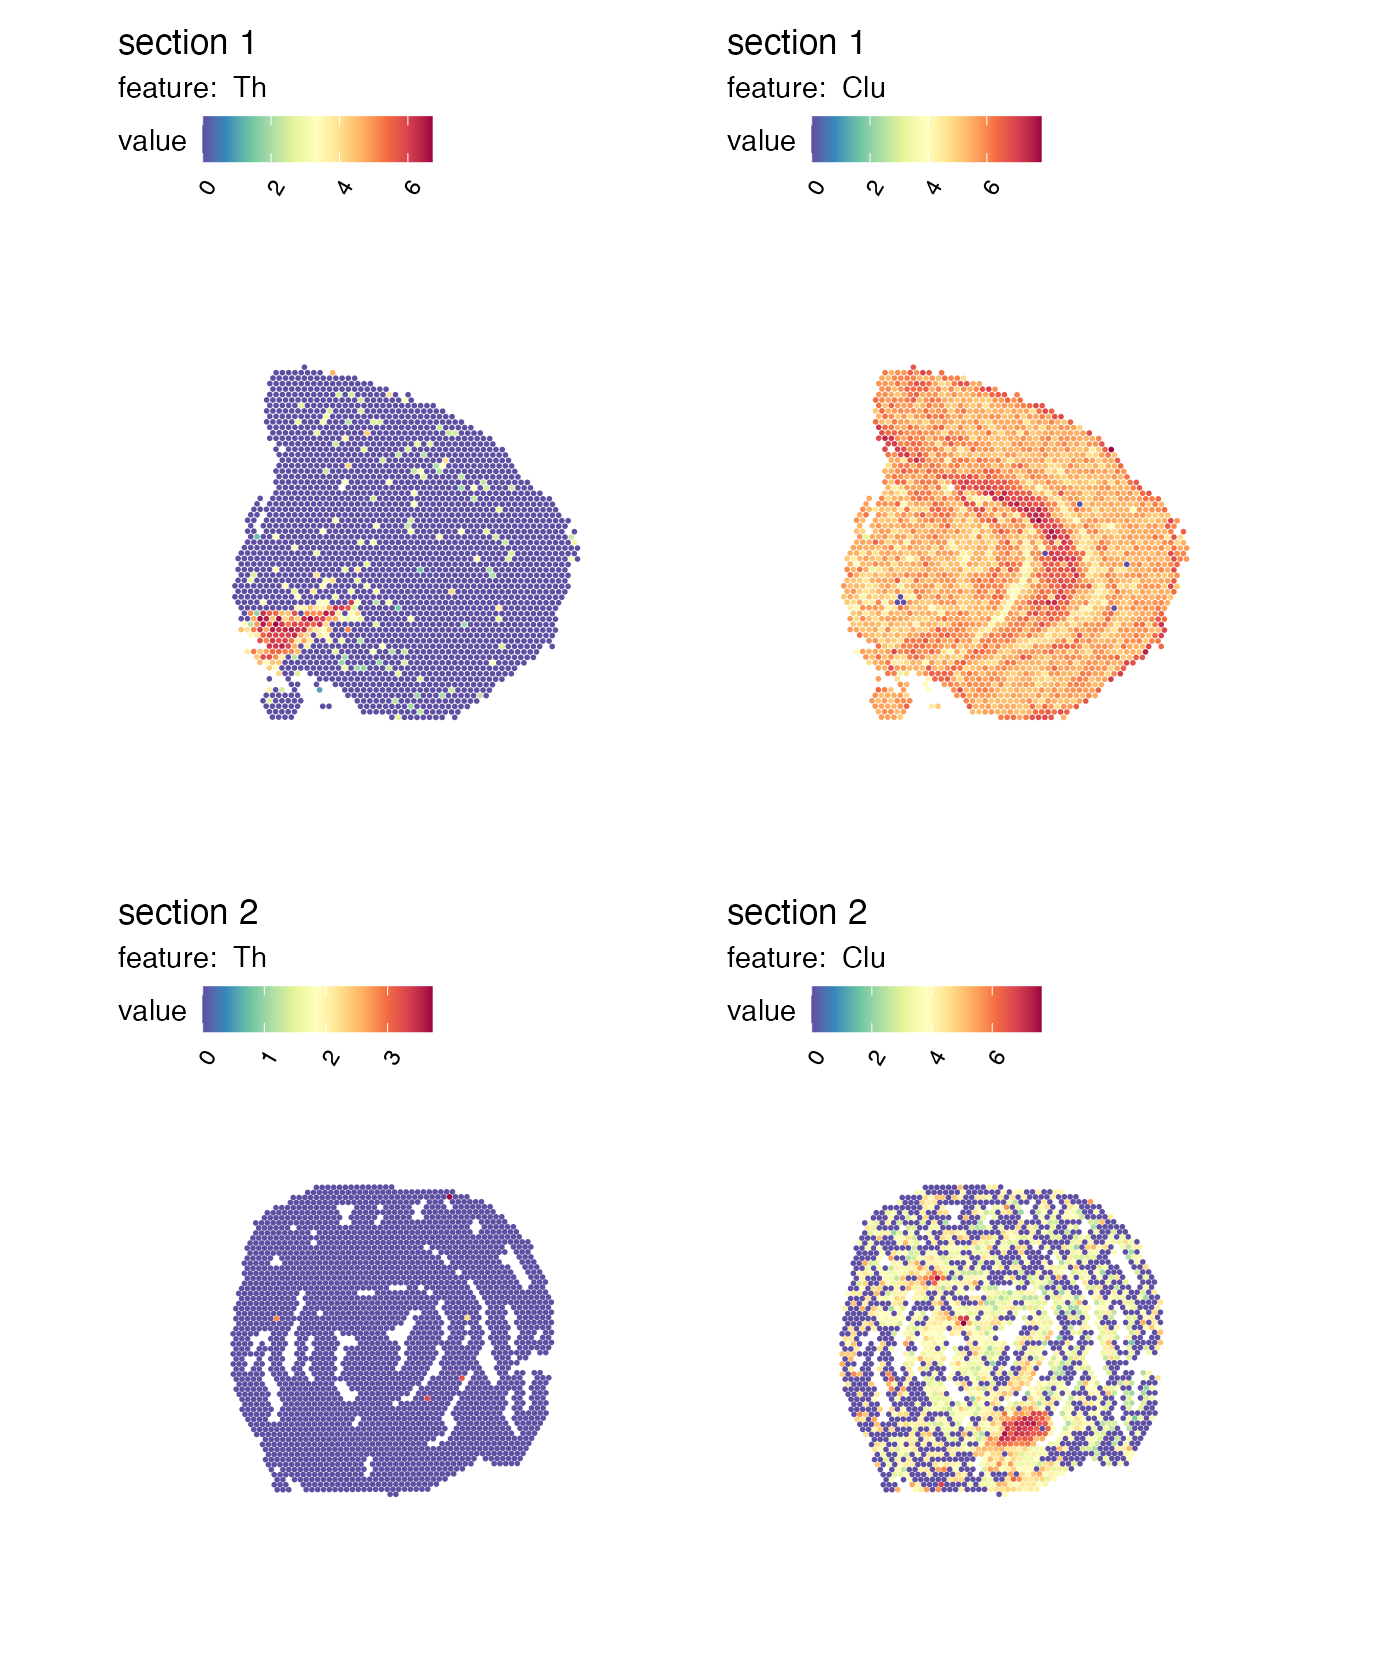 section 1
feature: Th
value
0 2 4 6
section 1
feature: Clu
value
0 2 4 6
section 2
feature: Th
value
0 1 2 3
section 2
feature: Clu
value
0 2 4 6